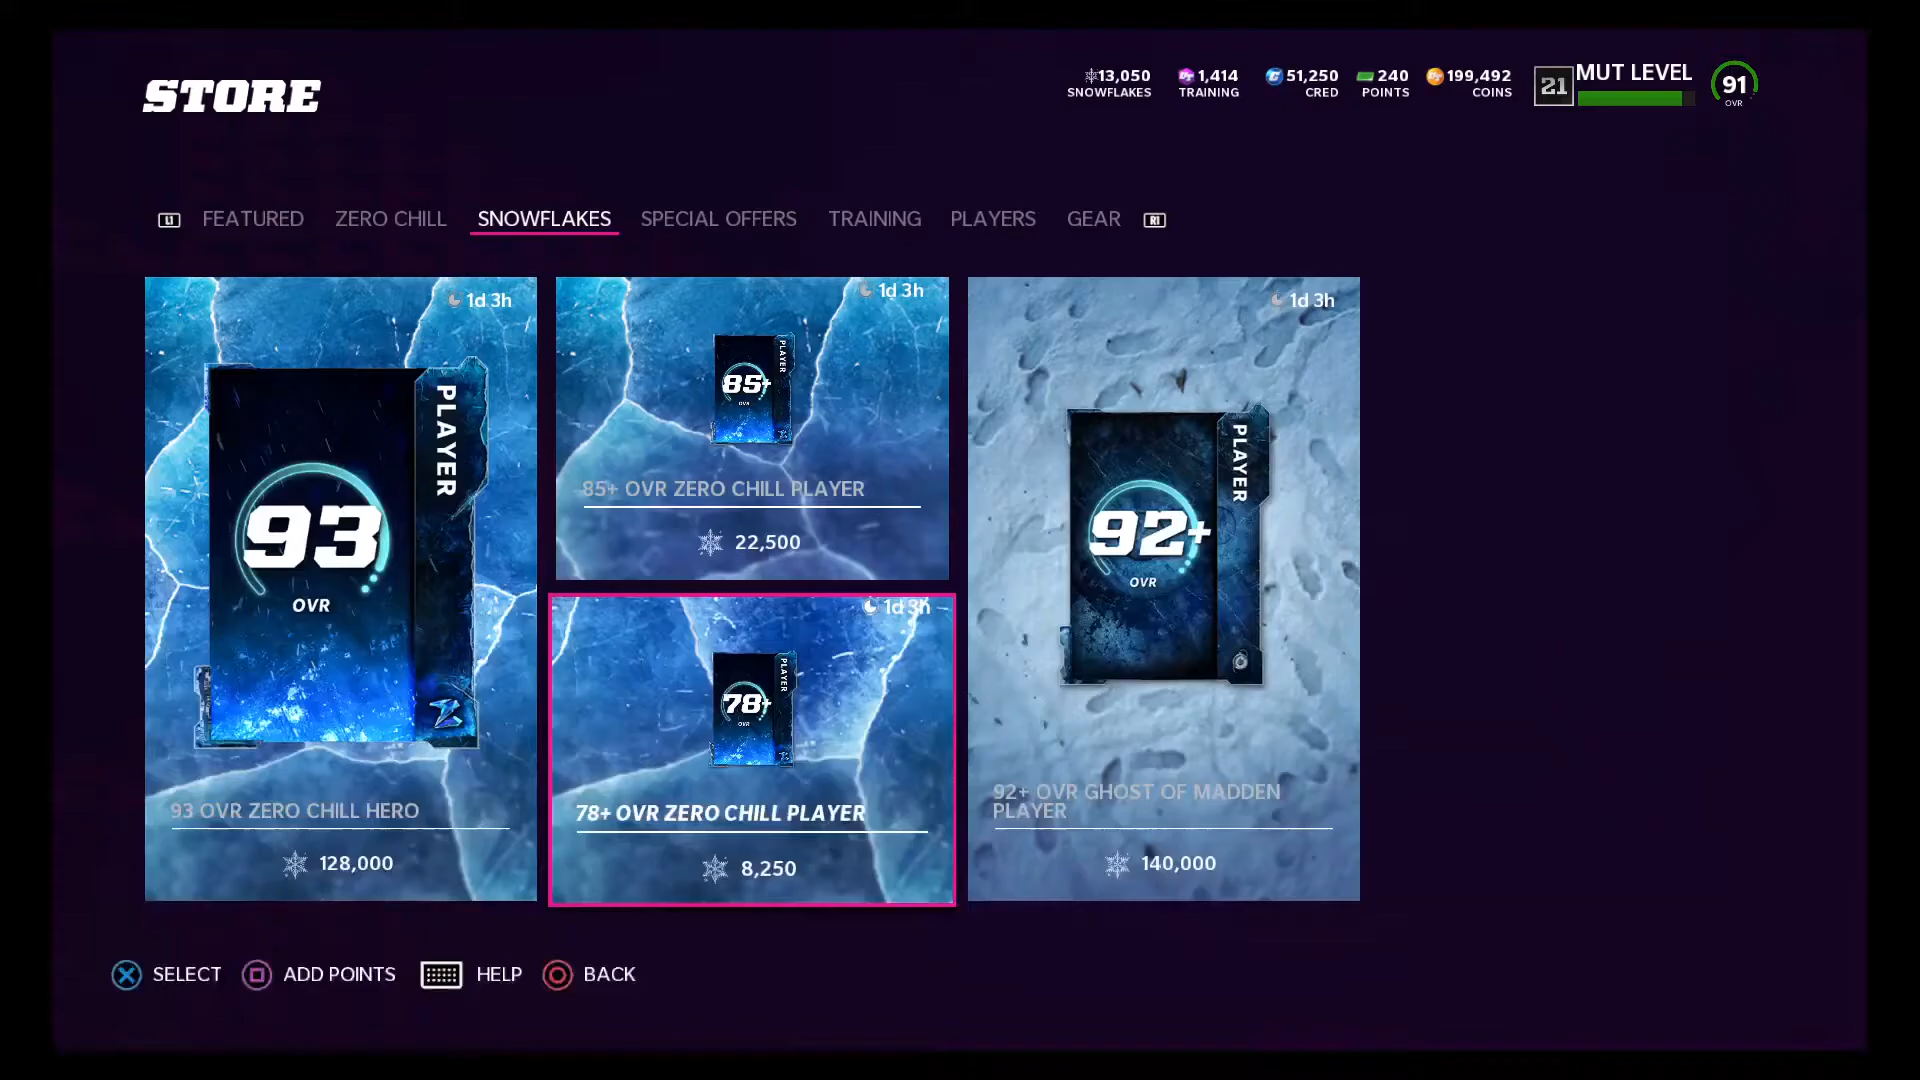 STORE
13,050 SNOWFLAKES
1,414 TRAINING
51,250 CRED
240 POINTS
199,492 COINS
21 MUT LEVEL
91 OVR
L1 FEATURED ZERO CHILL SNOWFLAKES SPECIAL OFFERS TRAINING PLAYERS GEAR R1
1d 3h
PLAYER
93
OVR
93 OVR ZERO CHILL HERO
128,000
1d 3h
PLAYER
85+
OVR
85+ OVR ZERO CHILL PLAYER
22,500
1d 3h
PLAYER
78+
OVR
78+ OVR ZERO CHILL PLAYER
8,250
1d 3h
PLAYER
92+
OVR
92+ OVR GHOST OF MADDEN
PLAYER
140,000
SELECT ADD POINTS HELP BACK